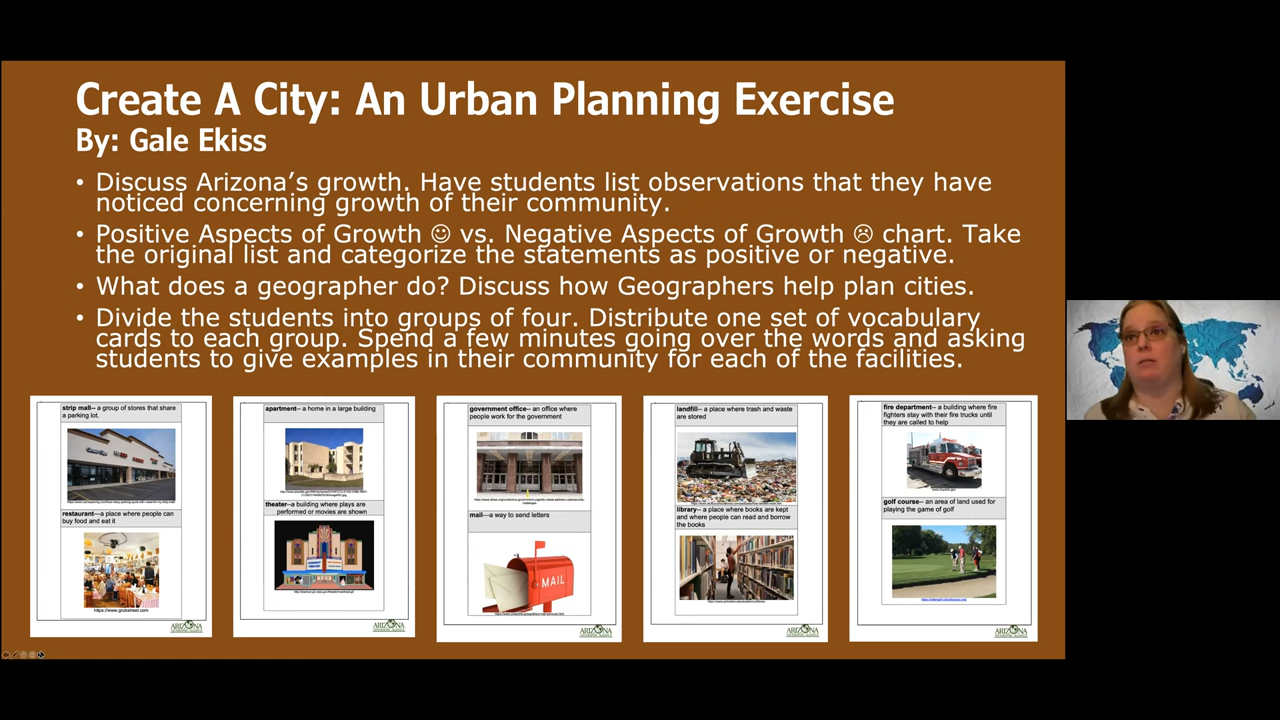 Create A City: An Urban Planning Exercise
By: Gale Ekiss
• Discuss Arizona’s growth. Have students list observations that they have
noticed concerning growth of their community.
• Positive Aspects of Growth ☺ vs. Negative Aspects of Growth ☹ chart. Take
the original list and categorize the statements as positive or negative.
• What does a geographer do? Discuss how Geographers help plan cities.
• Divide the students into groups of four. Distribute one set of vocabulary
cards to each group. Spend a few minutes going over the words and asking
students to give examples in their community for each of the facilities.
strip mall-- a group of stores that share
a parking lot.
restaurant—a place where people can
buy food and eat it
https://www.grubstreet.com
ARIZONA
apartment-- a home in a large building
theater--a building where plays are
performed or movies are shown
ARIZONA
government office-- an office where
people work for the government
mail—a way to send letters
MAIL
ARIZONA
landfill-- a place where trash and waste
are stored
library-- a place where books are kept
and where people can read and borrow
the books
ARIZONA
fire department-- a building where fire
fighters stay with their fire trucks until
they are called to help
golf course-- an area of land used for
playing the game of golf
ARIZONA